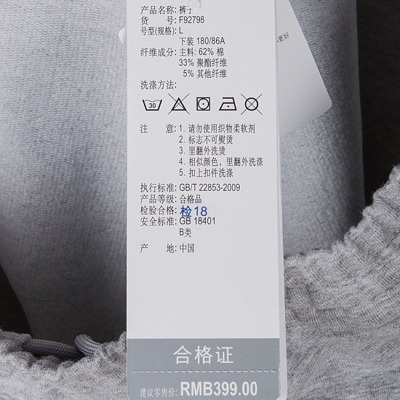 产品名称: 裤子
货 号: F92798
号型(规格): L
下装 180/86A
纤维成分: 主料: 62% 棉
33% 聚酯纤维
5% 其他纤维
洗涤方法:
30
注 意: 1. 请勿使用织物柔软剂
2. 标志不可熨烫
3. 里翻外洗烫
4. 相似颜色, 里翻外洗涤
5. 扣上扣件洗涤
执行标准: GB/T 22853-2009
产品等级: 合格品
检验合格: 检18
安全标准: GB 18401
B类
产 地: 中国
合格证
建议零售价: RMB399.00